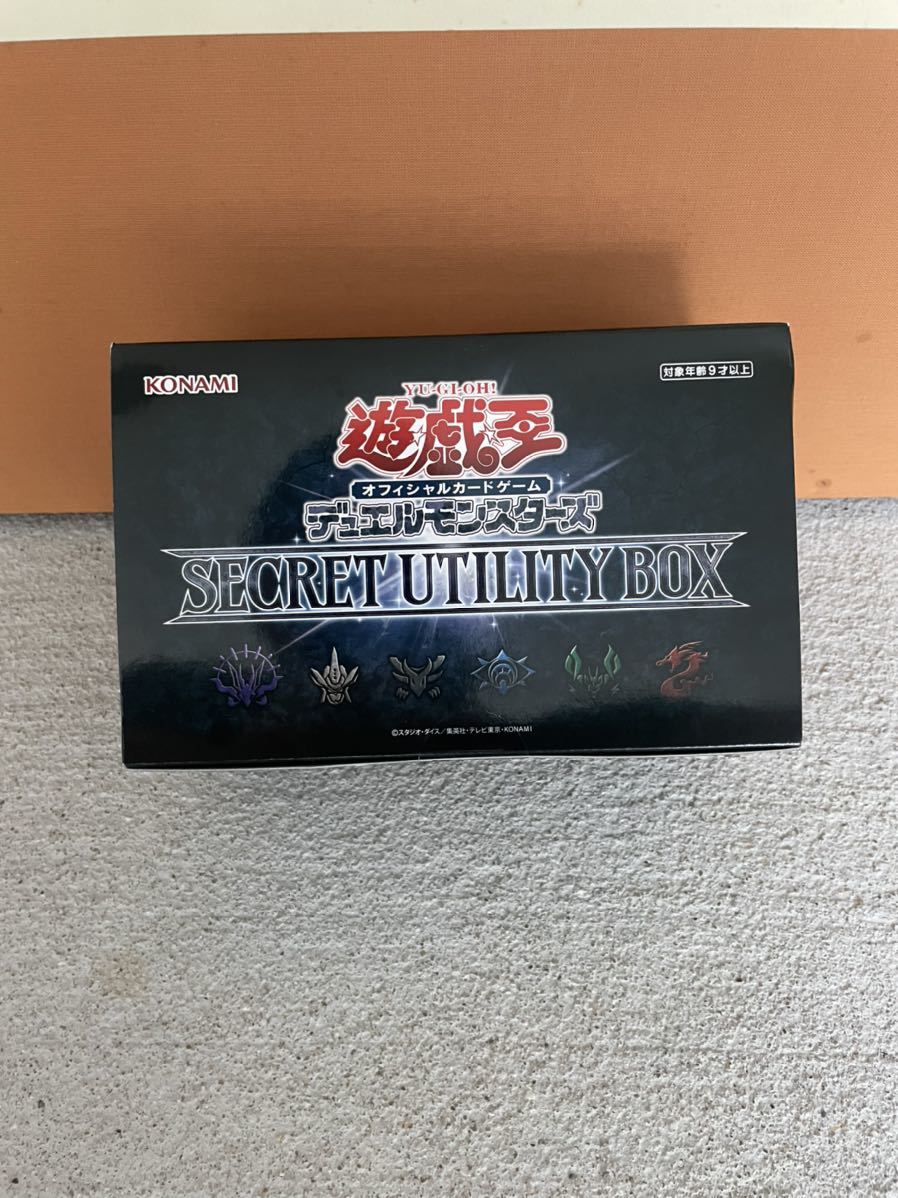 KONAMI
対象年齢9才以上
YU-GI-OH!
遊戯王
オフィシャルカードゲーム
デュエルモンスターズ
SECRET UTILITY BOX
©スタジオ・ダイス/集英社・テレビ東京・KONAMI